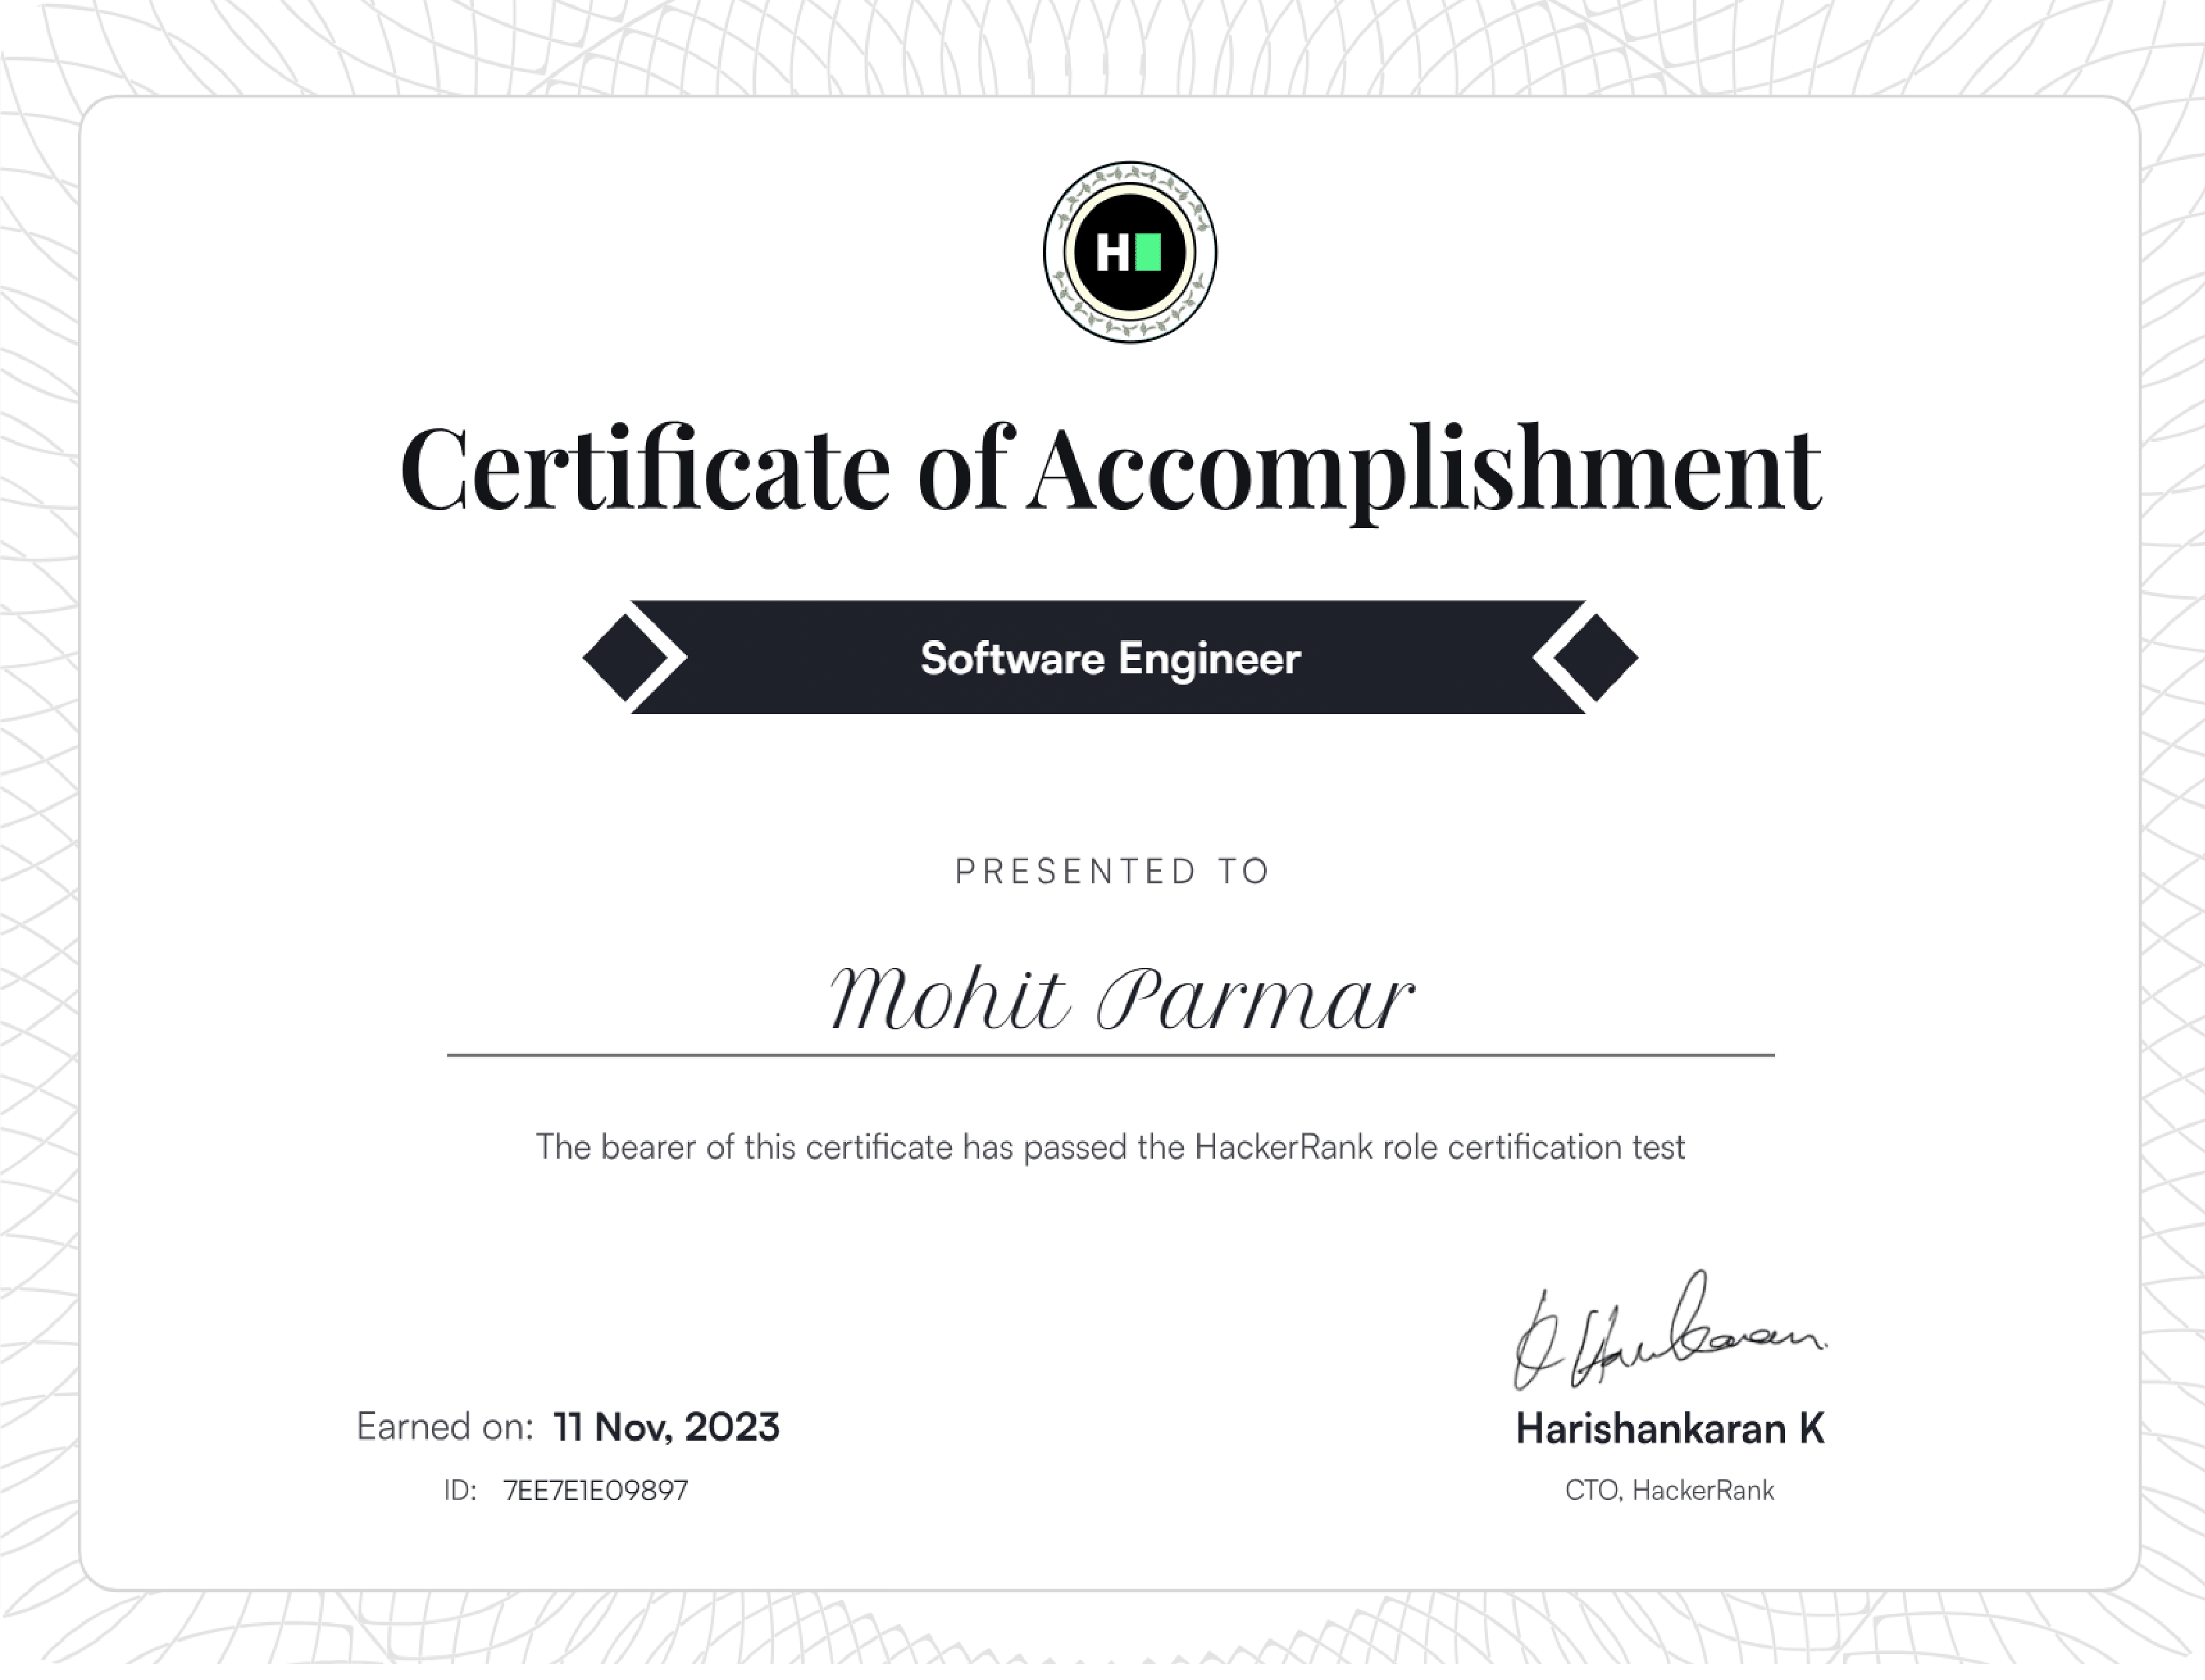 H
Certificate of Accomplishment
Software Engineer
PRESENTED TO
Mohit Parmar
The bearer of this certificate has passed the HackerRank role certification test
Earned on: 11 Nov, 2023
ID: 7EE7E1E09897
Harishankaran K
CTO, HackerRank